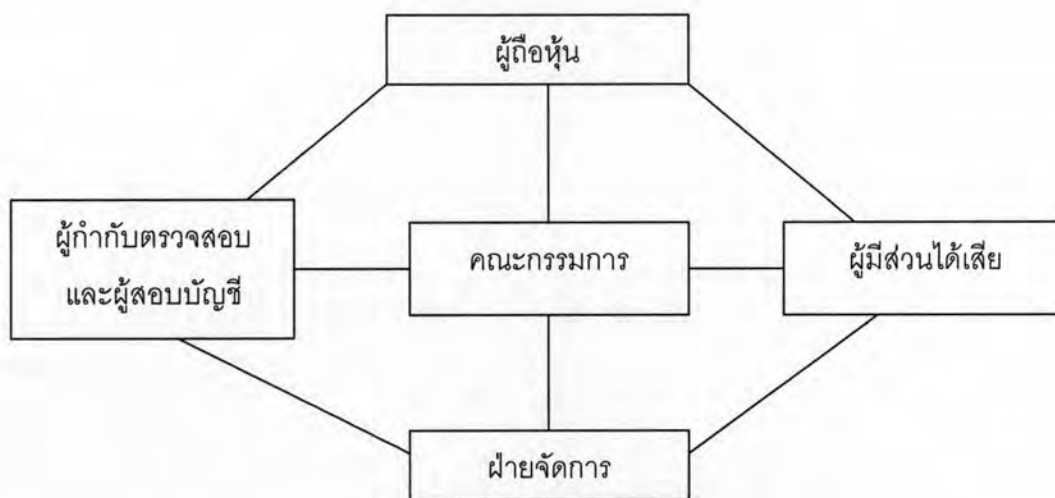 ผู้ถือหุ้น
ผู้กำกับตรวจสอบ
และผู้สอบบัญชี
คณะกรรมการ
ผู้มีส่วนได้เสีย
ฝ่ายจัดการ